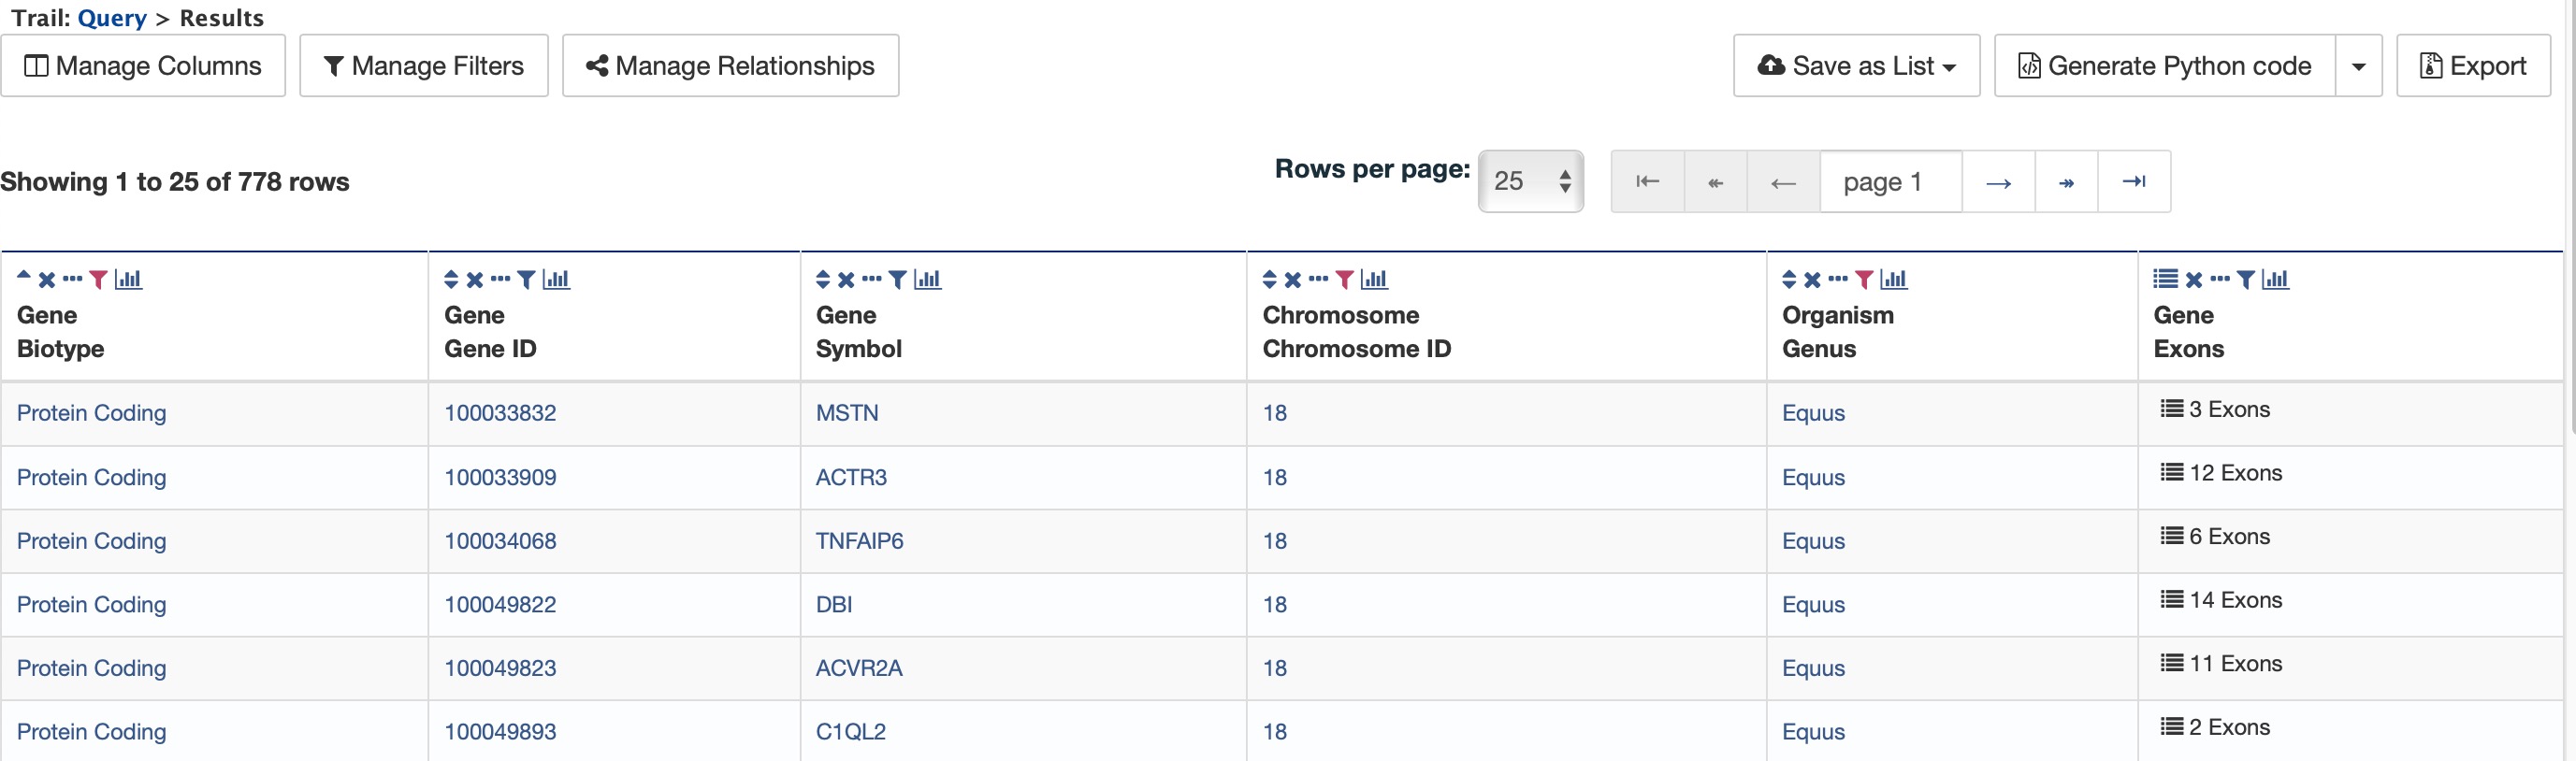 Trail: Query > Results
Manage Columns Manage Filters Manage Relationships Save as List Generate Python code Export
Showing 1 to 25 of 778 rows Rows per page: 25 page 1
Gene Gene Gene Chromosome Organism Gene
Biotype Gene ID Symbol Chromosome ID Genus Exons
Protein Coding 100033832 MSTN 18 Equus 3 Exons
Protein Coding 100033909 ACTR3 18 Equus 12 Exons
Protein Coding 100034068 TNFAIP6 18 Equus 6 Exons
Protein Coding 100049822 DBI 18 Equus 14 Exons
Protein Coding 100049823 ACVR2A 18 Equus 11 Exons
Protein Coding 100049893 C1QL2 18 Equus 2 Exons